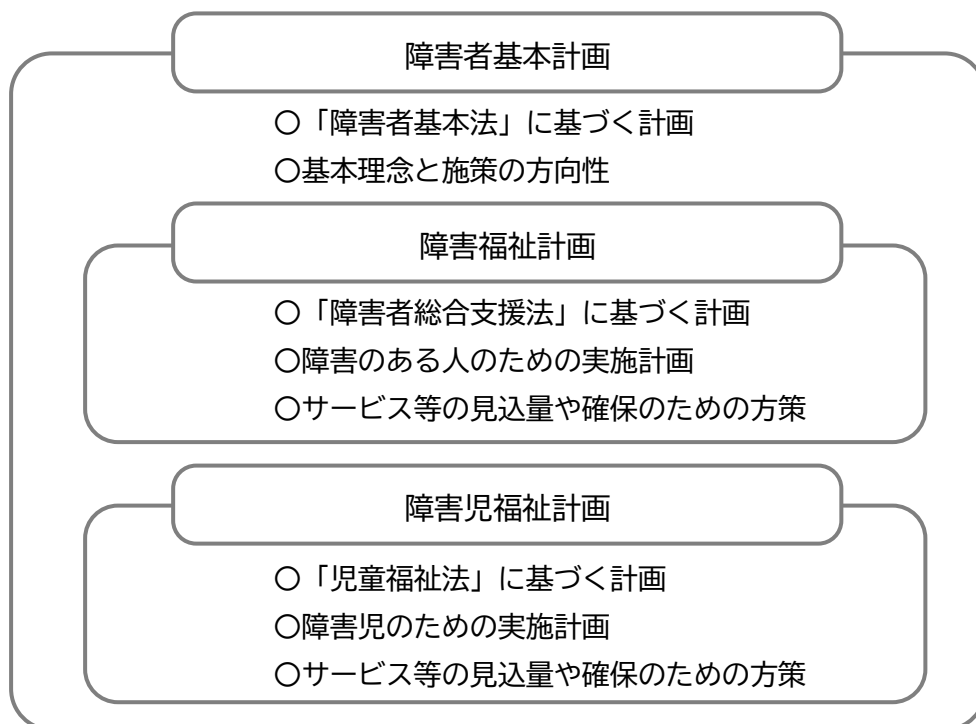 障害者基本計画
○「障害者基本法」に基づく計画
○基本理念と施策の方向性
障害福祉計画
○「障害者総合支援法」に基づく計画
○障害のある人のための実施計画
○サービス等の見込量や確保のための方策
障害児福祉計画
○「児童福祉法」に基づく計画
○障害児のための実施計画
○サービス等の見込量や確保のための方策